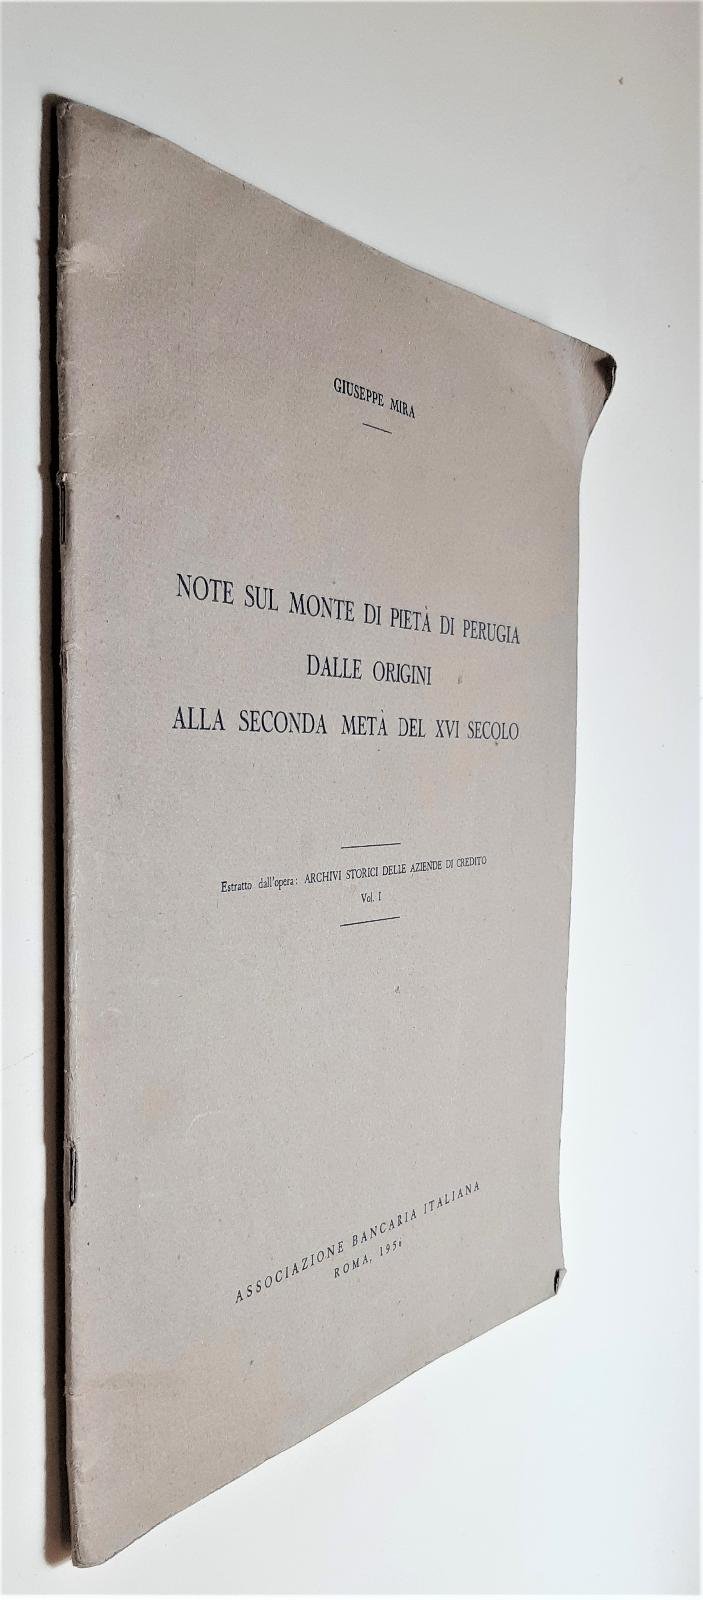 GIUSEPPE MIRA
NOTE SUL MONTE DI PIETÀ DI PERUGIA
DALLE ORIGINI
ALLA SECONDA METÀ DEL XVI SECOLO
Estratto dall'opera: ARCHIVI STORICI DELLE AZIENDE DI CREDITO
Vol. I
ASSOCIAZIONE BANCARIA ITALIANA
ROMA,